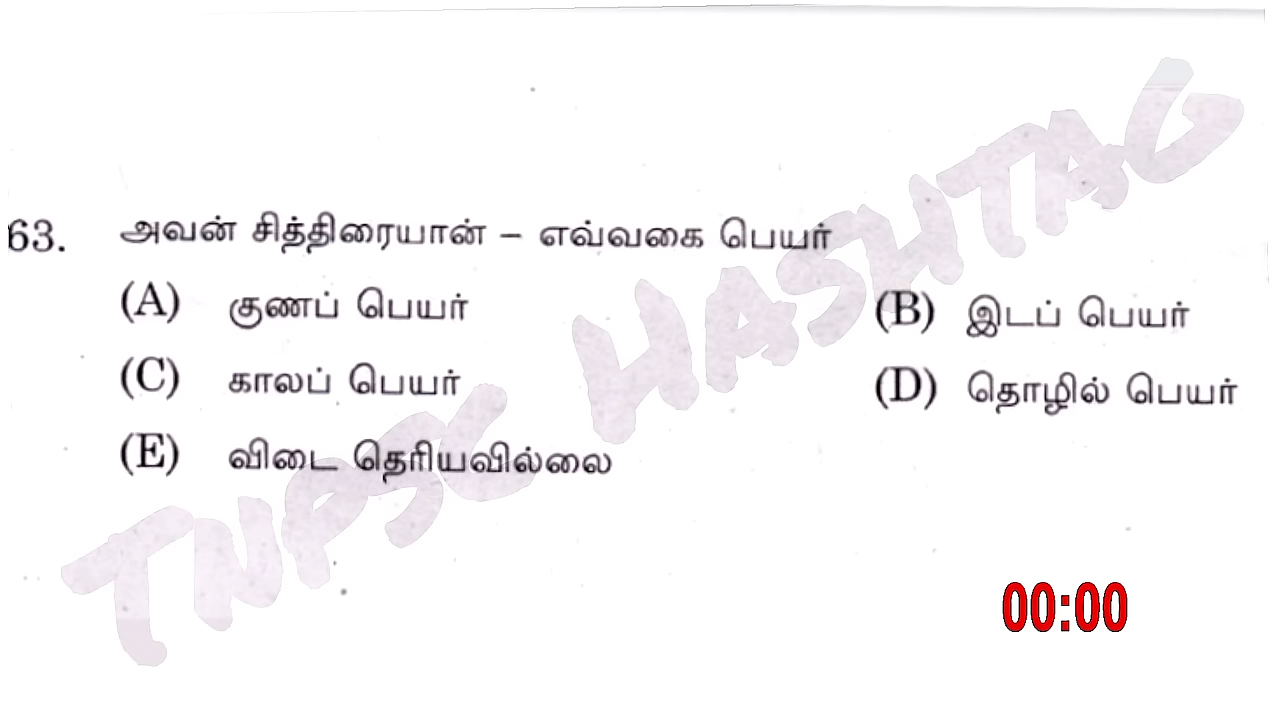 63. அவன் சித்திரையான் – எவ்வகை பெயர்
(A) குணப் பெயர் (B) இடப் பெயர்
(C) காலப் பெயர் (D) தொழில் பெயர்
(E) விடை தெரியவில்லை
TNPSC HASHTAG
00:00